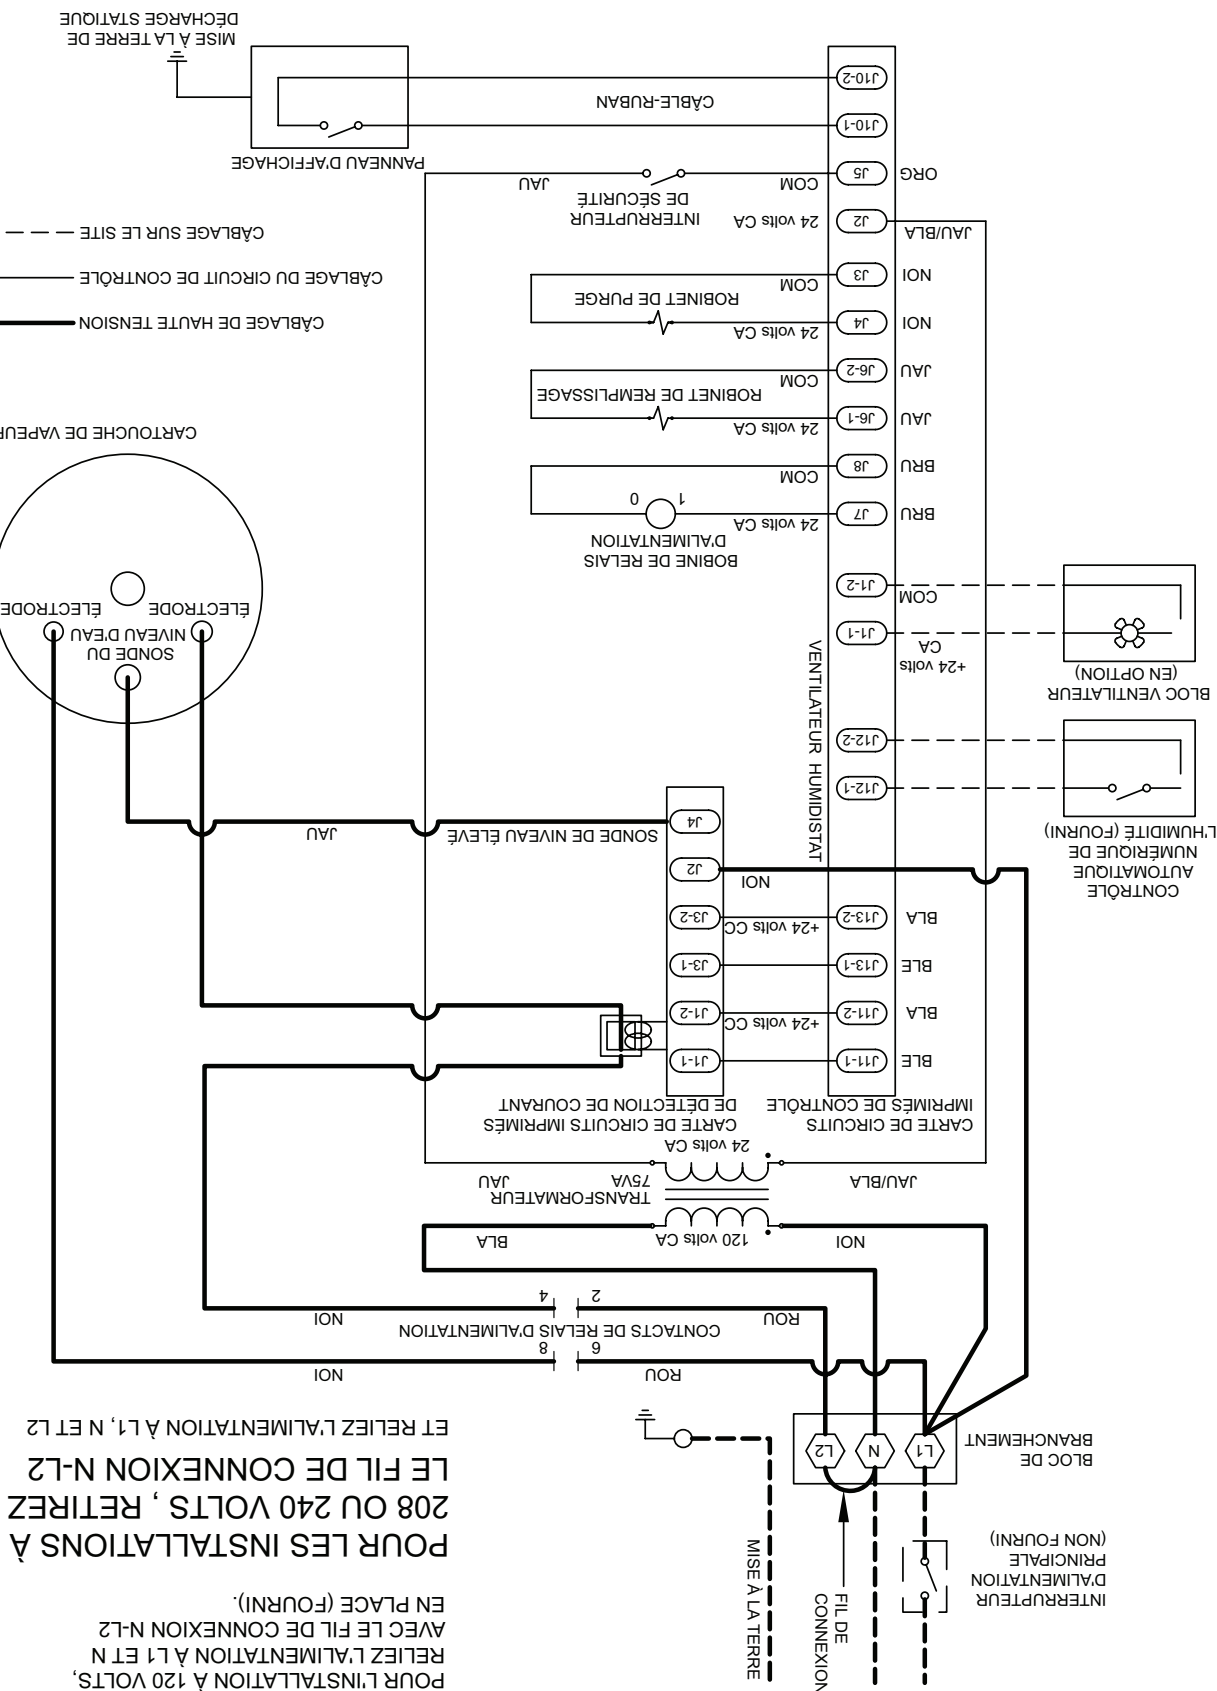 POUR L'INSTALLATION À 120 VOLTS,
RELIEZ L'ALIMENTATION À L1 ET N
AVEC LE FIL DE CONNEXION N-L2
EN PLACE (FOURNI).
POUR LES INSTALLATIONS À
208 OU 240 VOLTS , RETIREZ
LE FIL DE CONNEXION N-L2
ET RELIEZ L'ALIMENTATION À L1, N ET L2
INTERRUPTEUR
D'ALIMENTATION
PRINCIPALE
(NON FOURNI)
FIL DE
CONNEXION
MISE À LA TERRE
BLOC DE
BRANCHEMENT
L1
N
L2
ROU
6
8
NOI
CONTACTS DE RELAIS D'ALIMENTATION
ROU
2
4
NOI
NOI
120 volts CA
BLA
TRANSFORMATEUR
75VA
JAU/BLA
24 volts CA
JAU
CARTE DE CIRCUITS
IMPRIMÉS DE CONTRÔLE
CARTE DE CIRCUITS IMPRIMÉS
DE DÉTECTION DE COURANT
BLE
J11-1
J1-1
BLA
J11-2
+24 volts CC
J1-2
BLE
J13-1
J3-1
BLA
J13-2
+24 volts CC
J3-2
NOI
J2
J4
SONDE DE NIVEAU ÉLEVÉ
JAU
CONTRÔLE
AUTOMATIQUE
NUMÉRIQUE DE
L'HUMIDITÉ (FOURNI)
J12-1
J12-2
VENTILATEUR HUMIDISTAT
BLOC VENTILATEUR
(EN OPTION)
+24 volts
CA
J1-1
COM
J1-2
SONDE DU
NIVEAU D'EAU
ÉLECTRODE
ÉLECTRODE
CARTOUCHE DE VAPEUR
BOBINE DE RELAIS
D'ALIMENTATION
BRU
J7
24 volts CA
1
0
BRU
J8
COM
JAU
J6-1
24 volts CA
ROBINET DE REMPLISSAGE
JAU
J6-2
COM
NOI
J4
24 volts CA
ROBINET DE PURGE
NOI
J3
COM
JAU/BLA
J2
24 volts CA
INTERRUPTEUR
DE SÉCURITÉ
ORG
J5
COM
JAU
CÂBLAGE DE HAUTE TENSION
CÂBLAGE DU CIRCUIT DE CONTRÔLE
CÂBLAGE SUR LE SITE
PANNEAU D'AFFICHAGE
J10-1
CÂBLE-RUBAN
J10-2
MISE À LA TERRE DE
DÉCHARGE STATIQUE